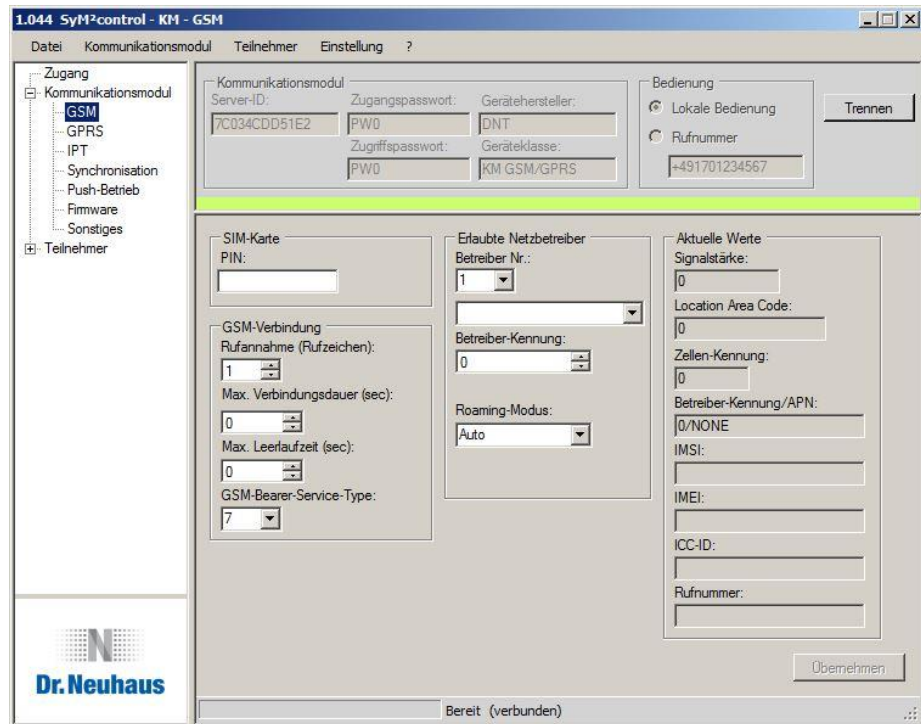 1.044 SyM²control - KM - GSM
Datei Kommunikationsmodul Teilnehmer Einstellung ?
Zugang
Kommunikationsmodul
GSM
GPRS
IPT
Synchronisation
Push-Betrieb
Firmware
Sonstiges
Teilnehmer
Kommunikationsmodul
Server-ID: Zugangspasswort: Gerätehersteller:
7C034CDD51E2 PW0 DNT
Zugriffspasswort: Geräteklasse:
PW0 KM GSM/GPRS
Bedienung
Lokale Bedienung
Rufnummer
+491701234567
Trennen
SIM-Karte
PIN:
GSM-Verbindung
Rufannahme (Rufzeichen):
1
Max. Verbindungsdauer (sec):
0
Max. Leerlaufzeit (sec):
0
GSM-Bearer-Service-Type:
7
Erlaubte Netzbetreiber
Betreiber Nr.:
1
Betreiber-Kennung:
0
Roaming-Modus:
Auto
Aktuelle Werte
Signalstärke:
0
Location Area Code:
0
Zellen-Kennung:
0
Betreiber-Kennung/APN:
0/NONE
IMSI:
IMEI:
ICC-ID:
Rufnummer:
Übernehmen
N
Dr.Neuhaus
Bereit (verbunden)